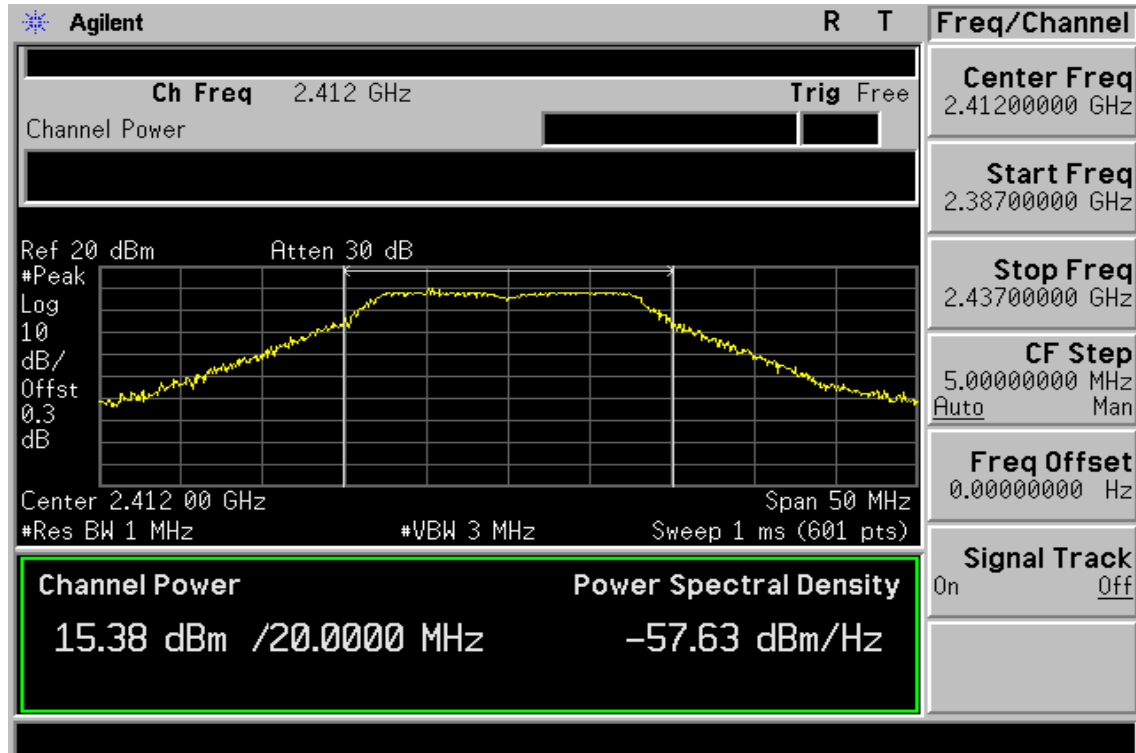 Agilent R T Freq/Channel
Ch Freq 2.412 GHz Trig Free
Channel Power
Center Freq
2.41200000 GHz
Start Freq
2.38700000 GHz
Ref 20 dBm Atten 30 dB
#Peak
Log
10
dB/
Offst
0.3
dB
Stop Freq
2.43700000 GHz
CF Step
5.00000000 MHz
Auto Man
Center 2.412 00 GHz Span 50 MHz
#Res BW 1 MHz #VBW 3 MHz Sweep 1 ms (601 pts)
Freq Offset
0.00000000 Hz
Signal Track
On Off
Channel Power Power Spectral Density
15.38 dBm /20.0000 MHz -57.63 dBm/Hz